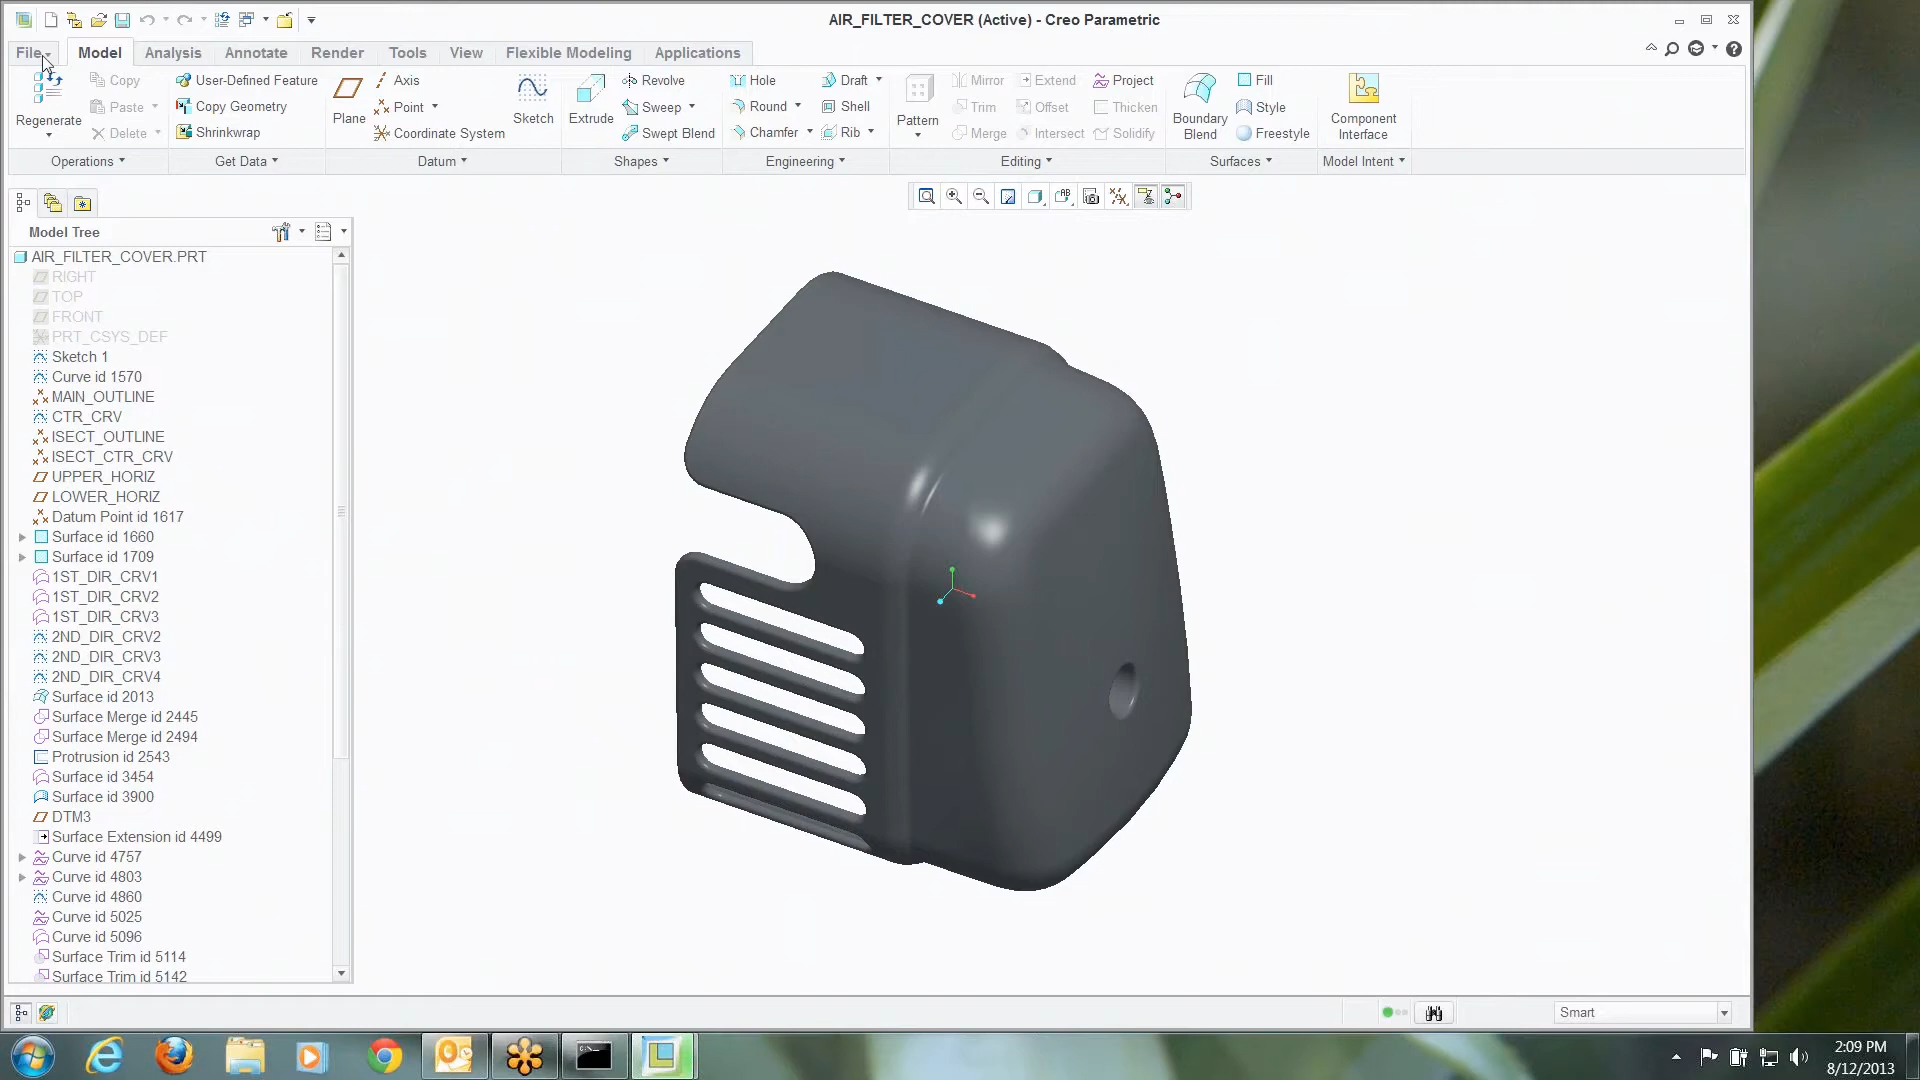 AIR_FILTER_COVER (Active) - Creo Parametric
File Model Analysis Annotate Render Tools View Flexible Modeling Applications
Regenerate
Copy
Paste
Delete
Operations
User-Defined Feature
Copy Geometry
Shrinkwrap
Get Data
Plane
Axis
Point
Coordinate System
Sketch
Datum
Extrude
Revolve
Sweep
Swept Blend
Shapes
Hole
Round
Chamfer
Draft
Shell
Rib
Engineering
Pattern
Mirror
Trim
Merge
Extend
Offset
Intersect
Project
Thicken
Solidify
Editing
Boundary
Blend
Fill
Style
Freestyle
Surfaces
Component
Interface
Model Intent
Model Tree
AIR_FILTER_COVER.PRT
RIGHT
TOP
FRONT
PRT_CSYS_DEF
Sketch 1
Curve id 1570
MAIN_OUTLINE
CTR_CRV
ISECT_OUTLINE
ISECT_CTR_CRV
UPPER_HORIZ
LOWER_HORIZ
Datum Point id 1617
Surface id 1660
Surface id 1709
1ST_DIR_CRV1
1ST_DIR_CRV2
1ST_DIR_CRV3
2ND_DIR_CRV2
2ND_DIR_CRV3
2ND_DIR_CRV4
Surface id 2013
Surface Merge id 2445
Surface Merge id 2494
Protrusion id 2543
Surface id 3454
Surface id 3900
DTM3
Surface Extension id 4499
Curve id 4757
Curve id 4803
Curve id 4860
Curve id 5025
Curve id 5096
Surface Trim id 5114
Surface Trim id 5142
Smart
2:09 PM
8/12/2013